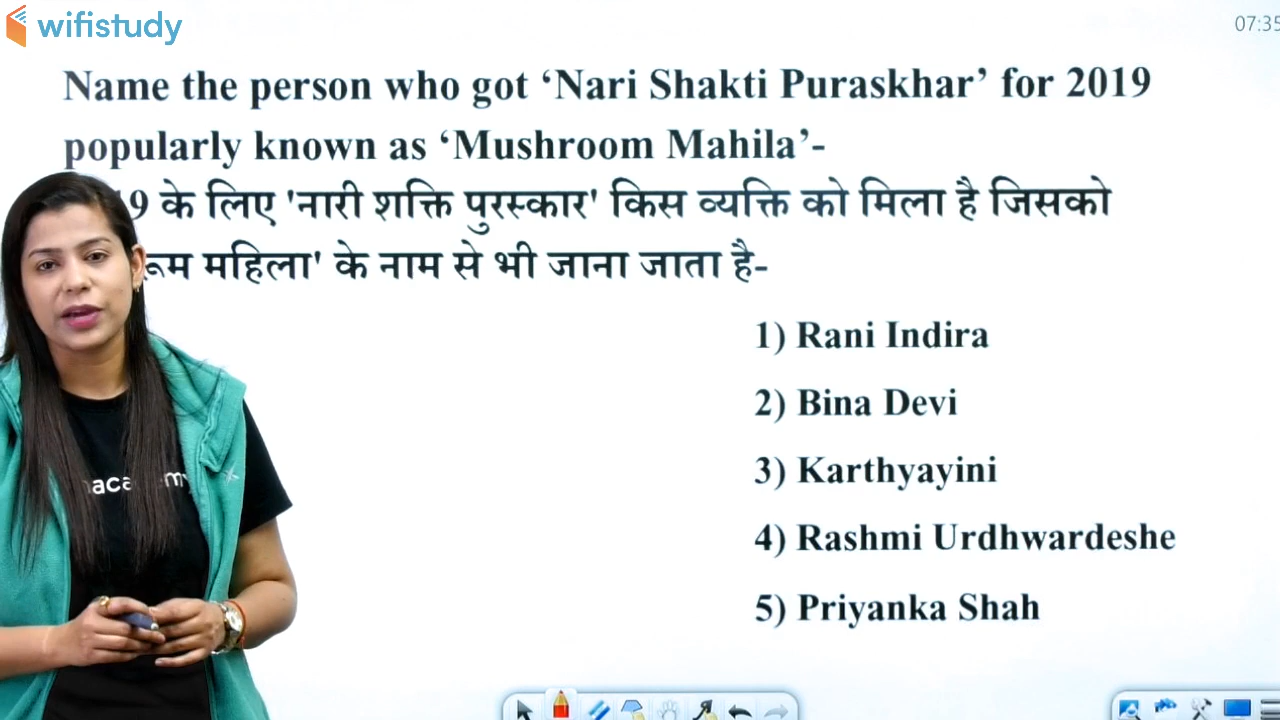 wifistudy
07:35
Name the person who got ‘Nari Shakti Puraskhar’ for 2019
popularly known as ‘Mushroom Mahila’-
19 के लिए 'नारी शक्ति पुरस्कार' किस व्यक्ति को मिला है जिसको
रूम महिला' के नाम से भी जाना जाता है-
1) Rani Indira
2) Bina Devi
3) Karthyayini
4) Rashmi Urdhwardeshe
5) Priyanka Shah